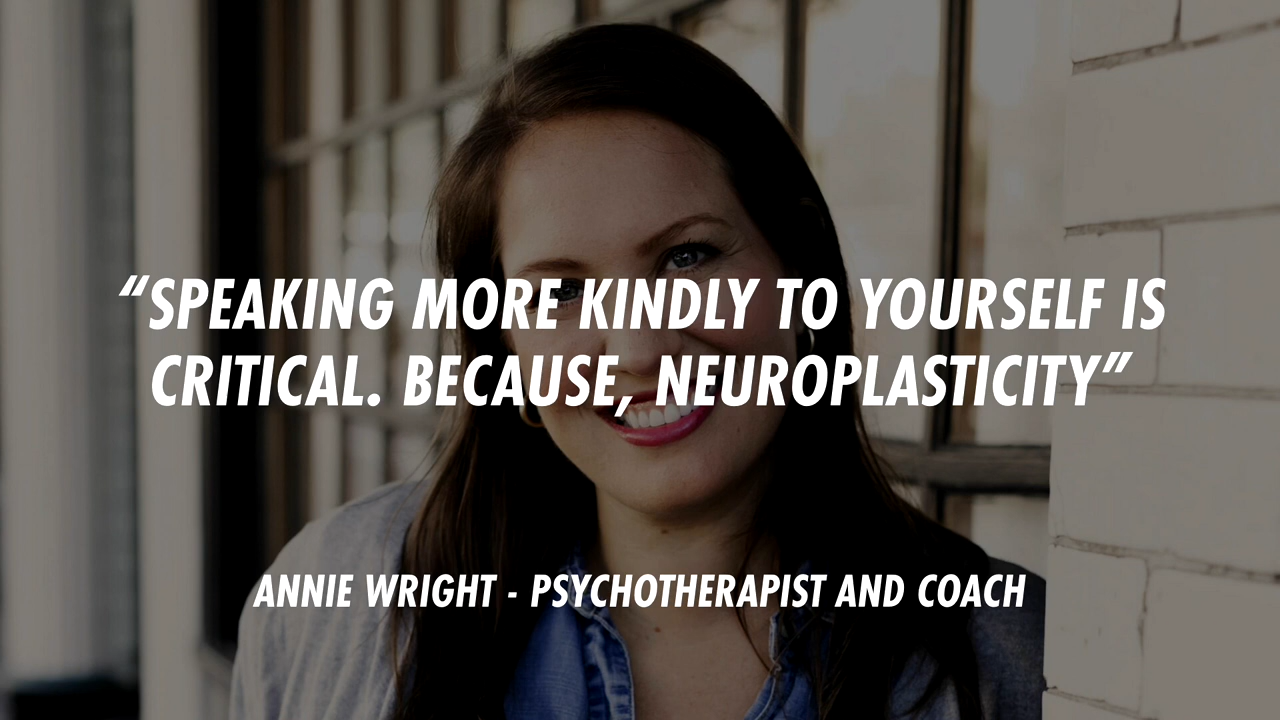 “SPEAKING MORE KINDLY TO YOURSELF IS
CRITICAL. BECAUSE, NEUROPLASTICITY”
ANNIE WRIGHT - PSYCHOTHERAPIST AND COACH